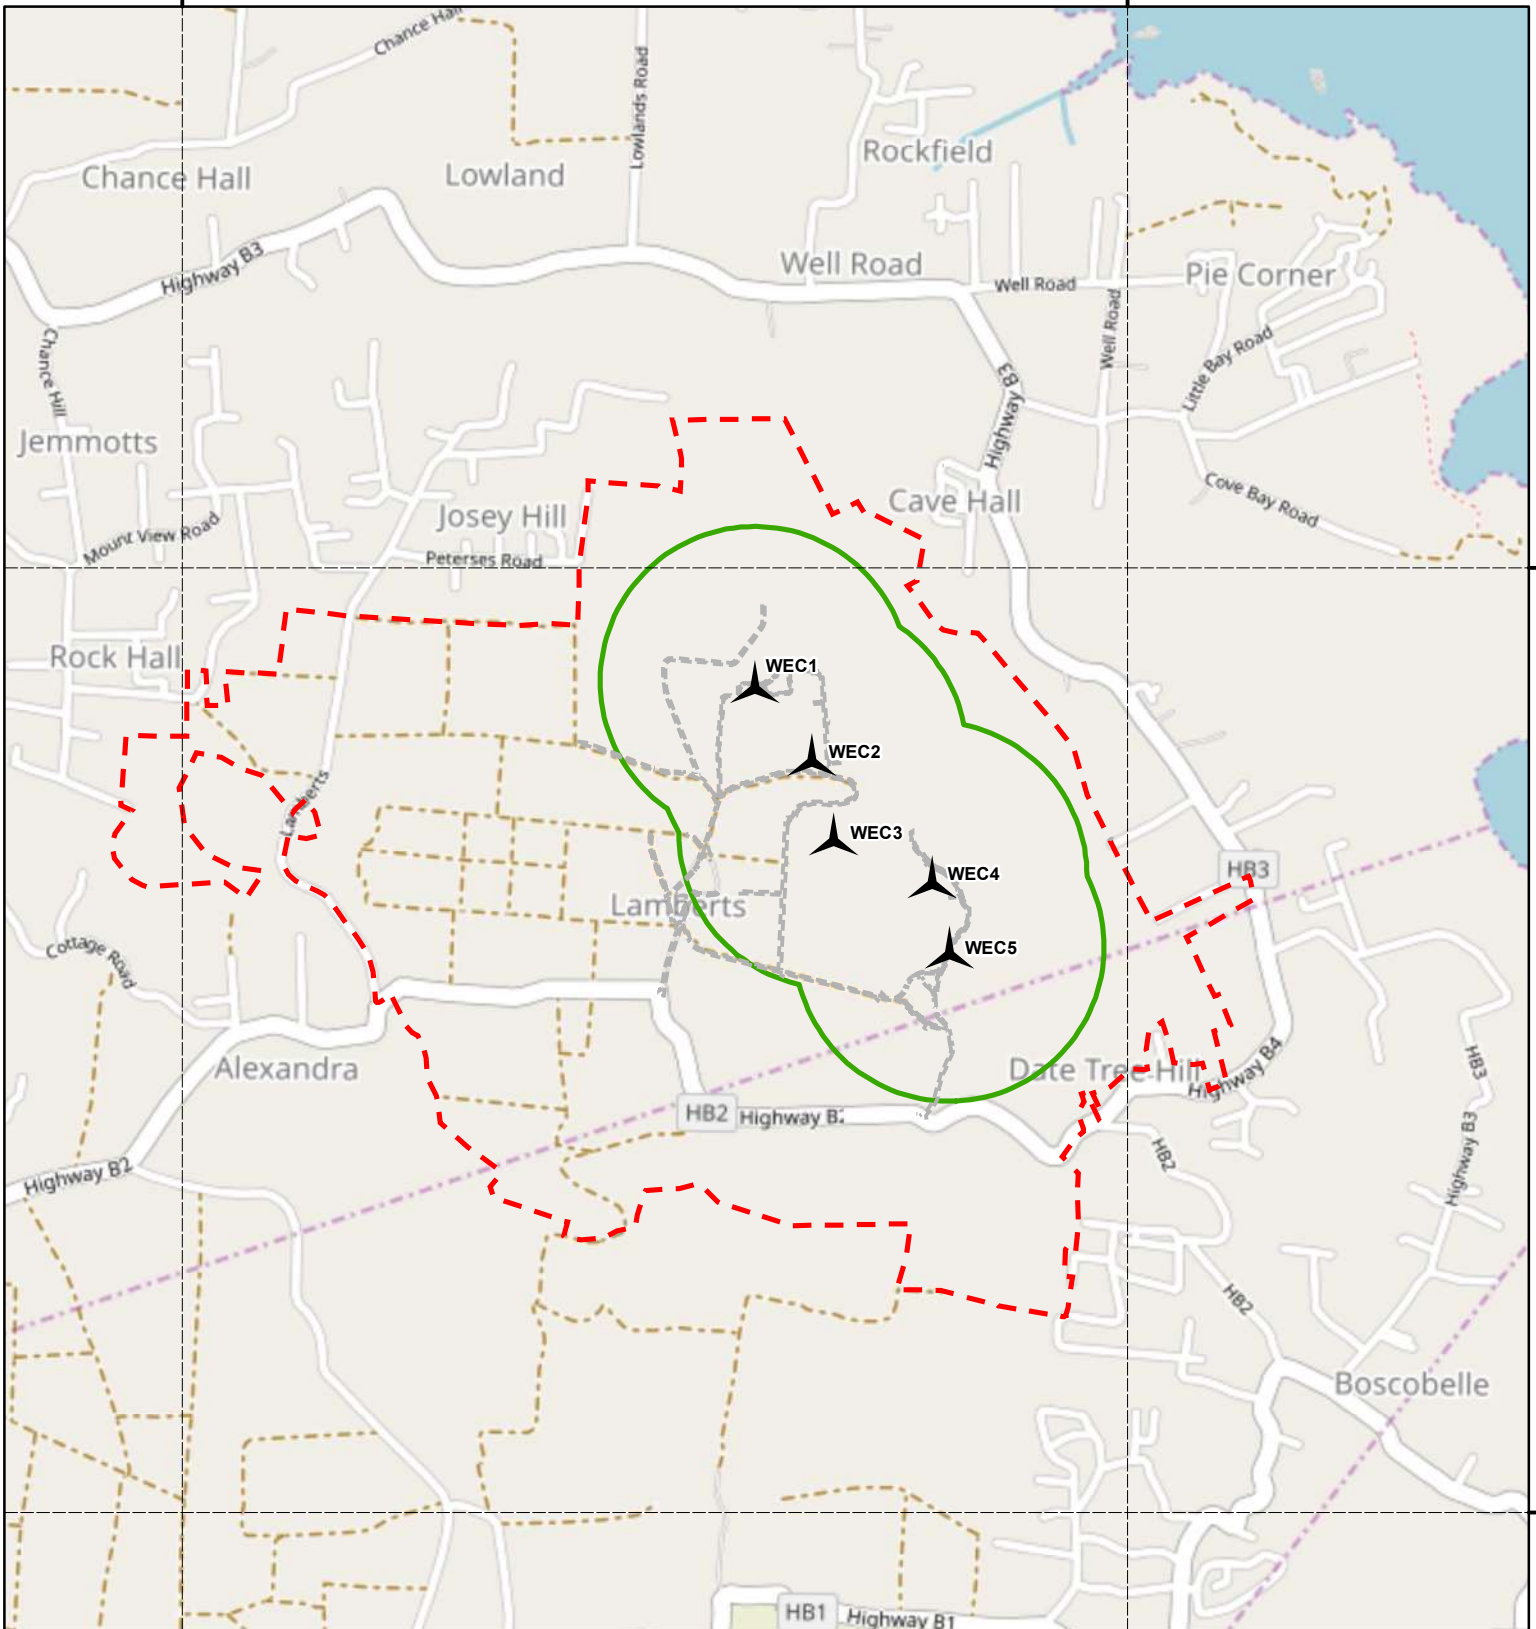 Chance Hall
Lowlands Road
Rockfield
Chance Hall
Lowland
Highway B3
Well Road
Well Road
Pie Corner
Well Road
Little Bay Road
Chance Hill
Highway B3
Jemmotts
Cave Hall
Cove Bay Road
Josey Hill
Mount View Road
Peterses Road
Rock Hall
WEC1
WEC2
Lamberts
WEC3
WEC4
HB3
Lamberts
WEC5
Cottage Road
Alexandra
Date Tree Hill
Highway B4
HB3
HB2
Highway B2
HB2
Highway B2
Highway B3
HB2
Boscobelle
HB1
Highway B1